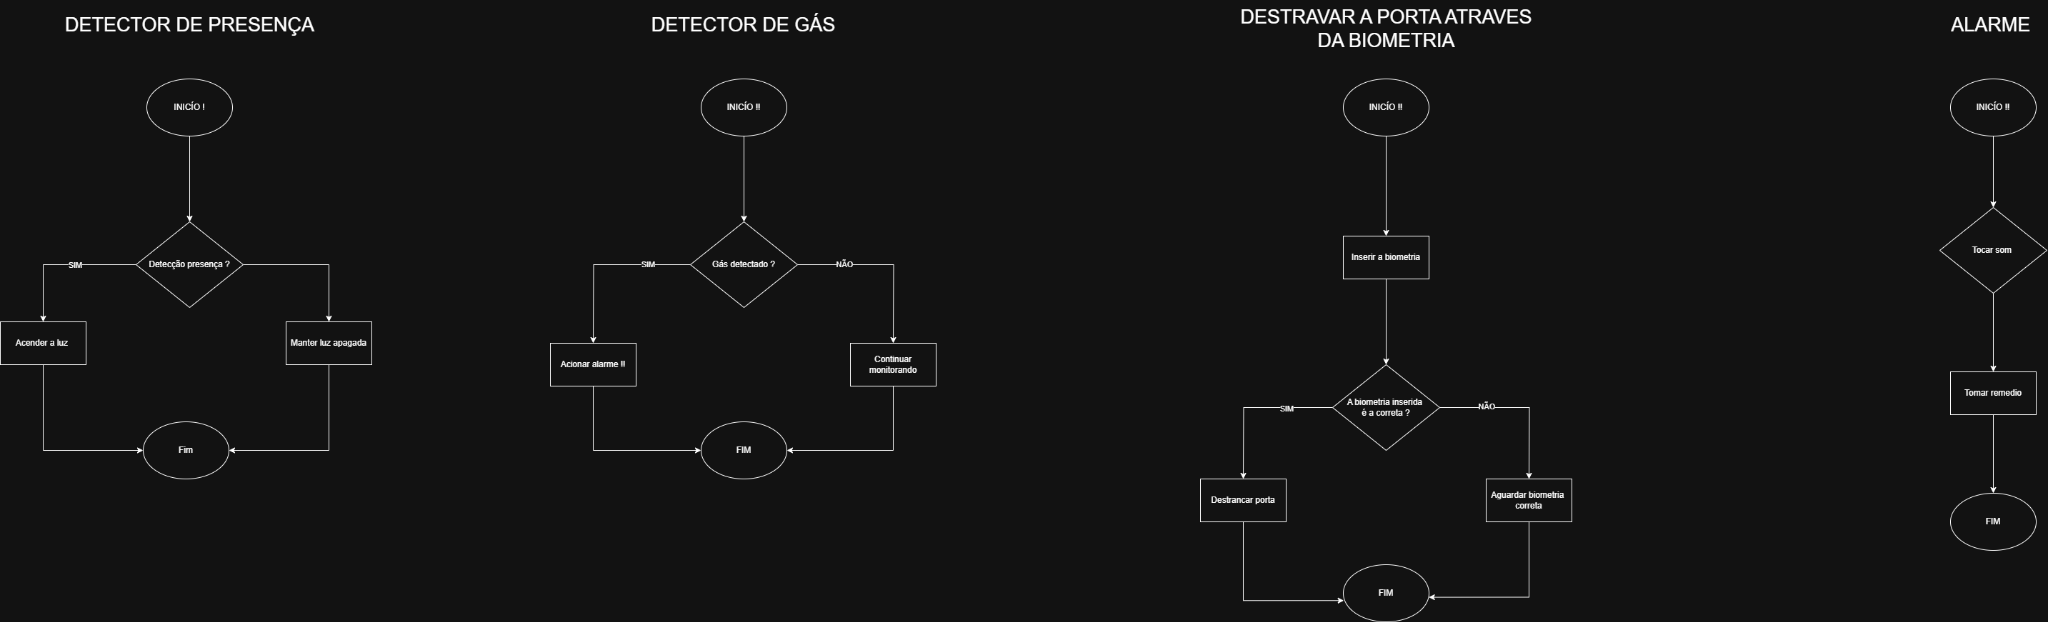 DETECTOR DE PRESENÇA
INICÍO !
Detecção presença ?
SIM
Acender a luz
Manter luz apagada
Fim
DETECTOR DE GÁS
INICÍO !!
Gás detectado ?
SIM
NÃO
Acionar alarme !!
Continuar
monitorando
FIM
DESTRAVAR A PORTA ATRAVES
DA BIOMETRIA
INICÍO !!
Inserir a biometria
A biometria inserida
é a correta ?
SIM
NÃO
Destrancar porta
Aguardar biometria
correta
FIM
ALARME
INICÍO !!
Tocar som
Tomar remedio
FIM